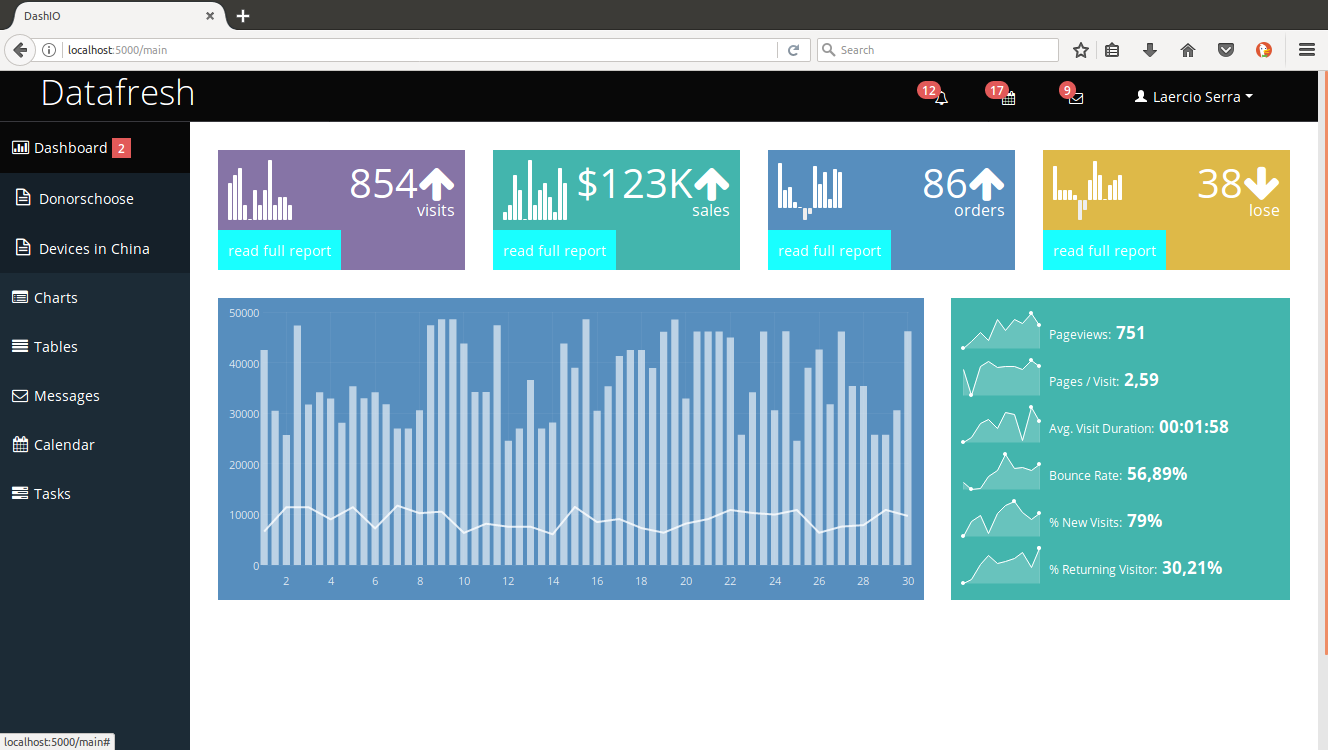 DashIO
localhost:5000/main
Search
Datafresh
12
17
9
Laercio Serra
Dashboard 2
Donorschoose
Devices in China
Charts
Tables
Messages
Calendar
Tasks
854
visits
read full report
$123K
sales
read full report
86
orders
read full report
38
lose
read full report
50000
40000
30000
20000
10000
0
2 4 6 8 10 12 14 16 18 20 22 24 26 28 30
Pageviews: 751
Pages / Visit: 2,59
Avg. Visit Duration: 00:01:58
Bounce Rate: 56,89%
% New Visits: 79%
% Returning Visitor: 30,21%
localhost:5000/main#